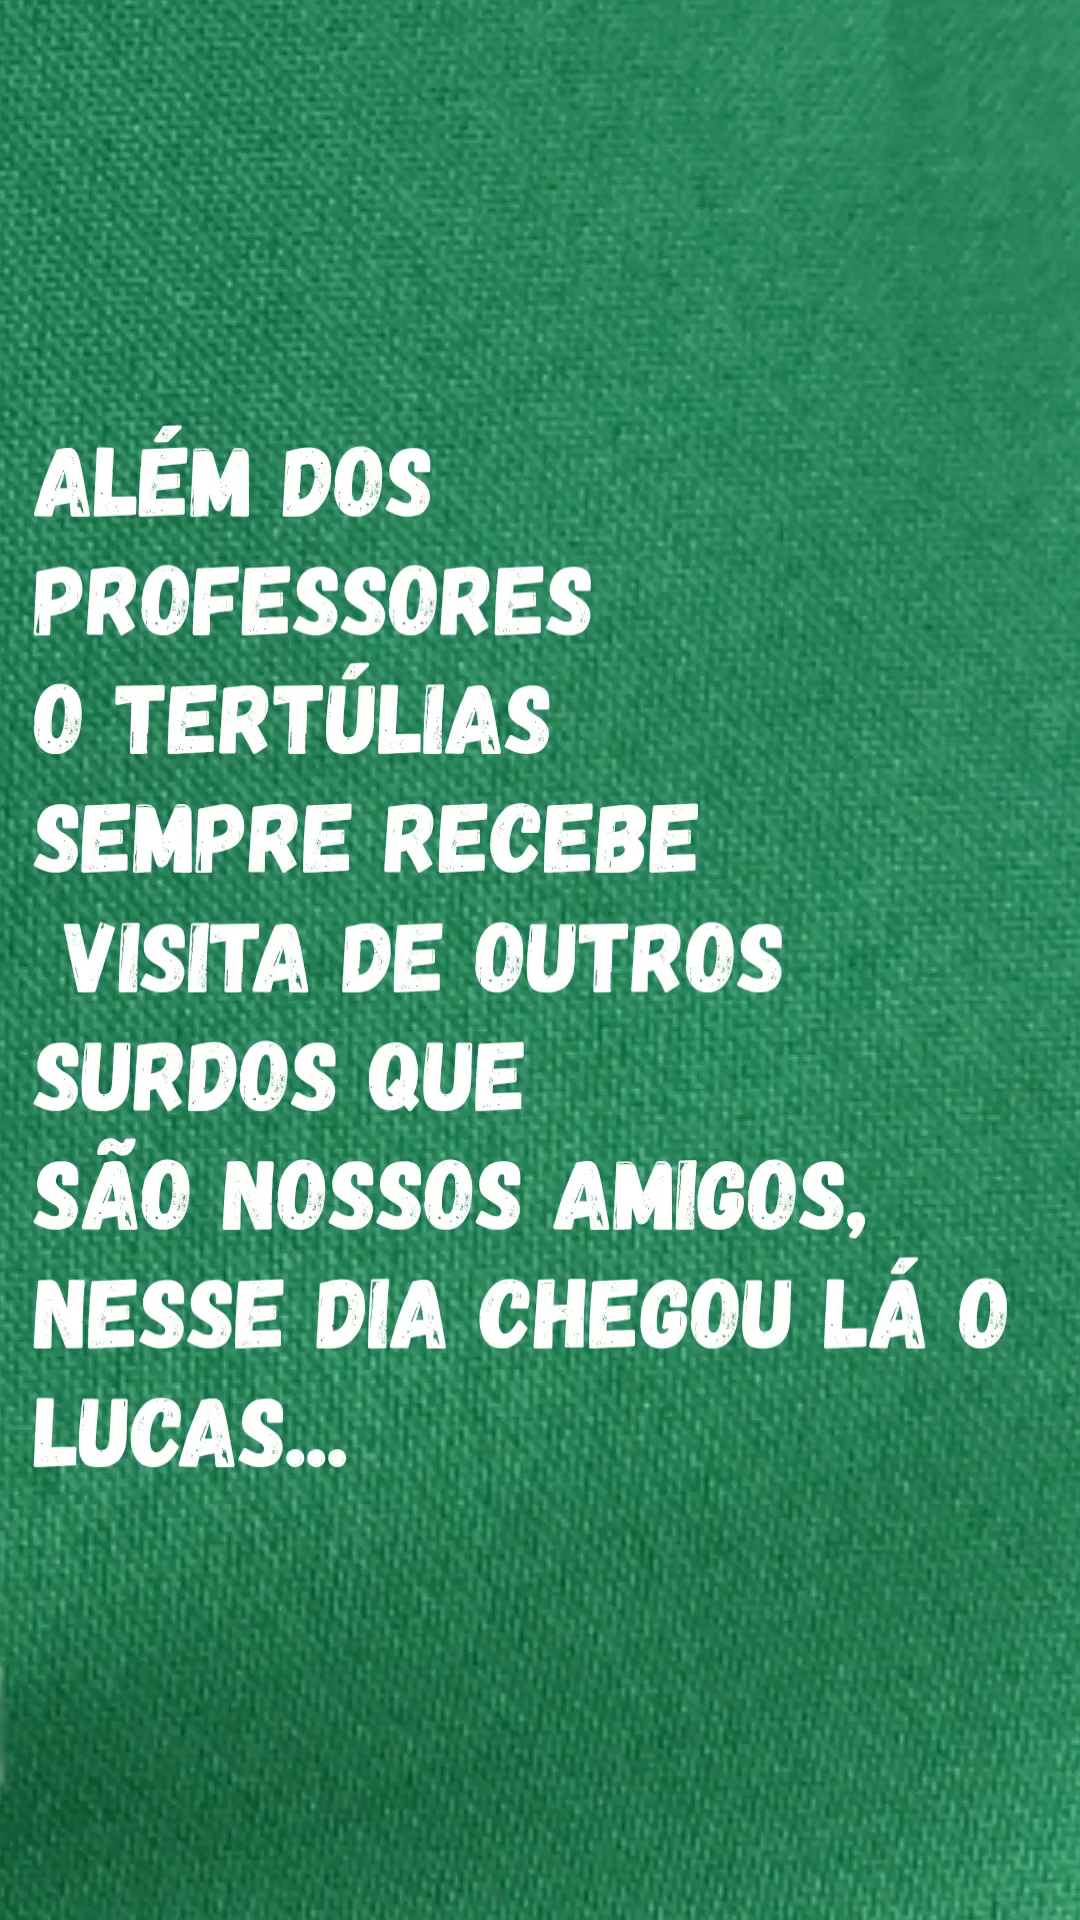 ALÉM DOS
PROFESSORES
O TERTÚLIAS
SEMPRE RECEBE
VISITA DE OUTROS
SURDOS QUE
SÃO NOSSOS AMIGOS,
NESSE DIA CHEGOU LÁ O
LUCAS...